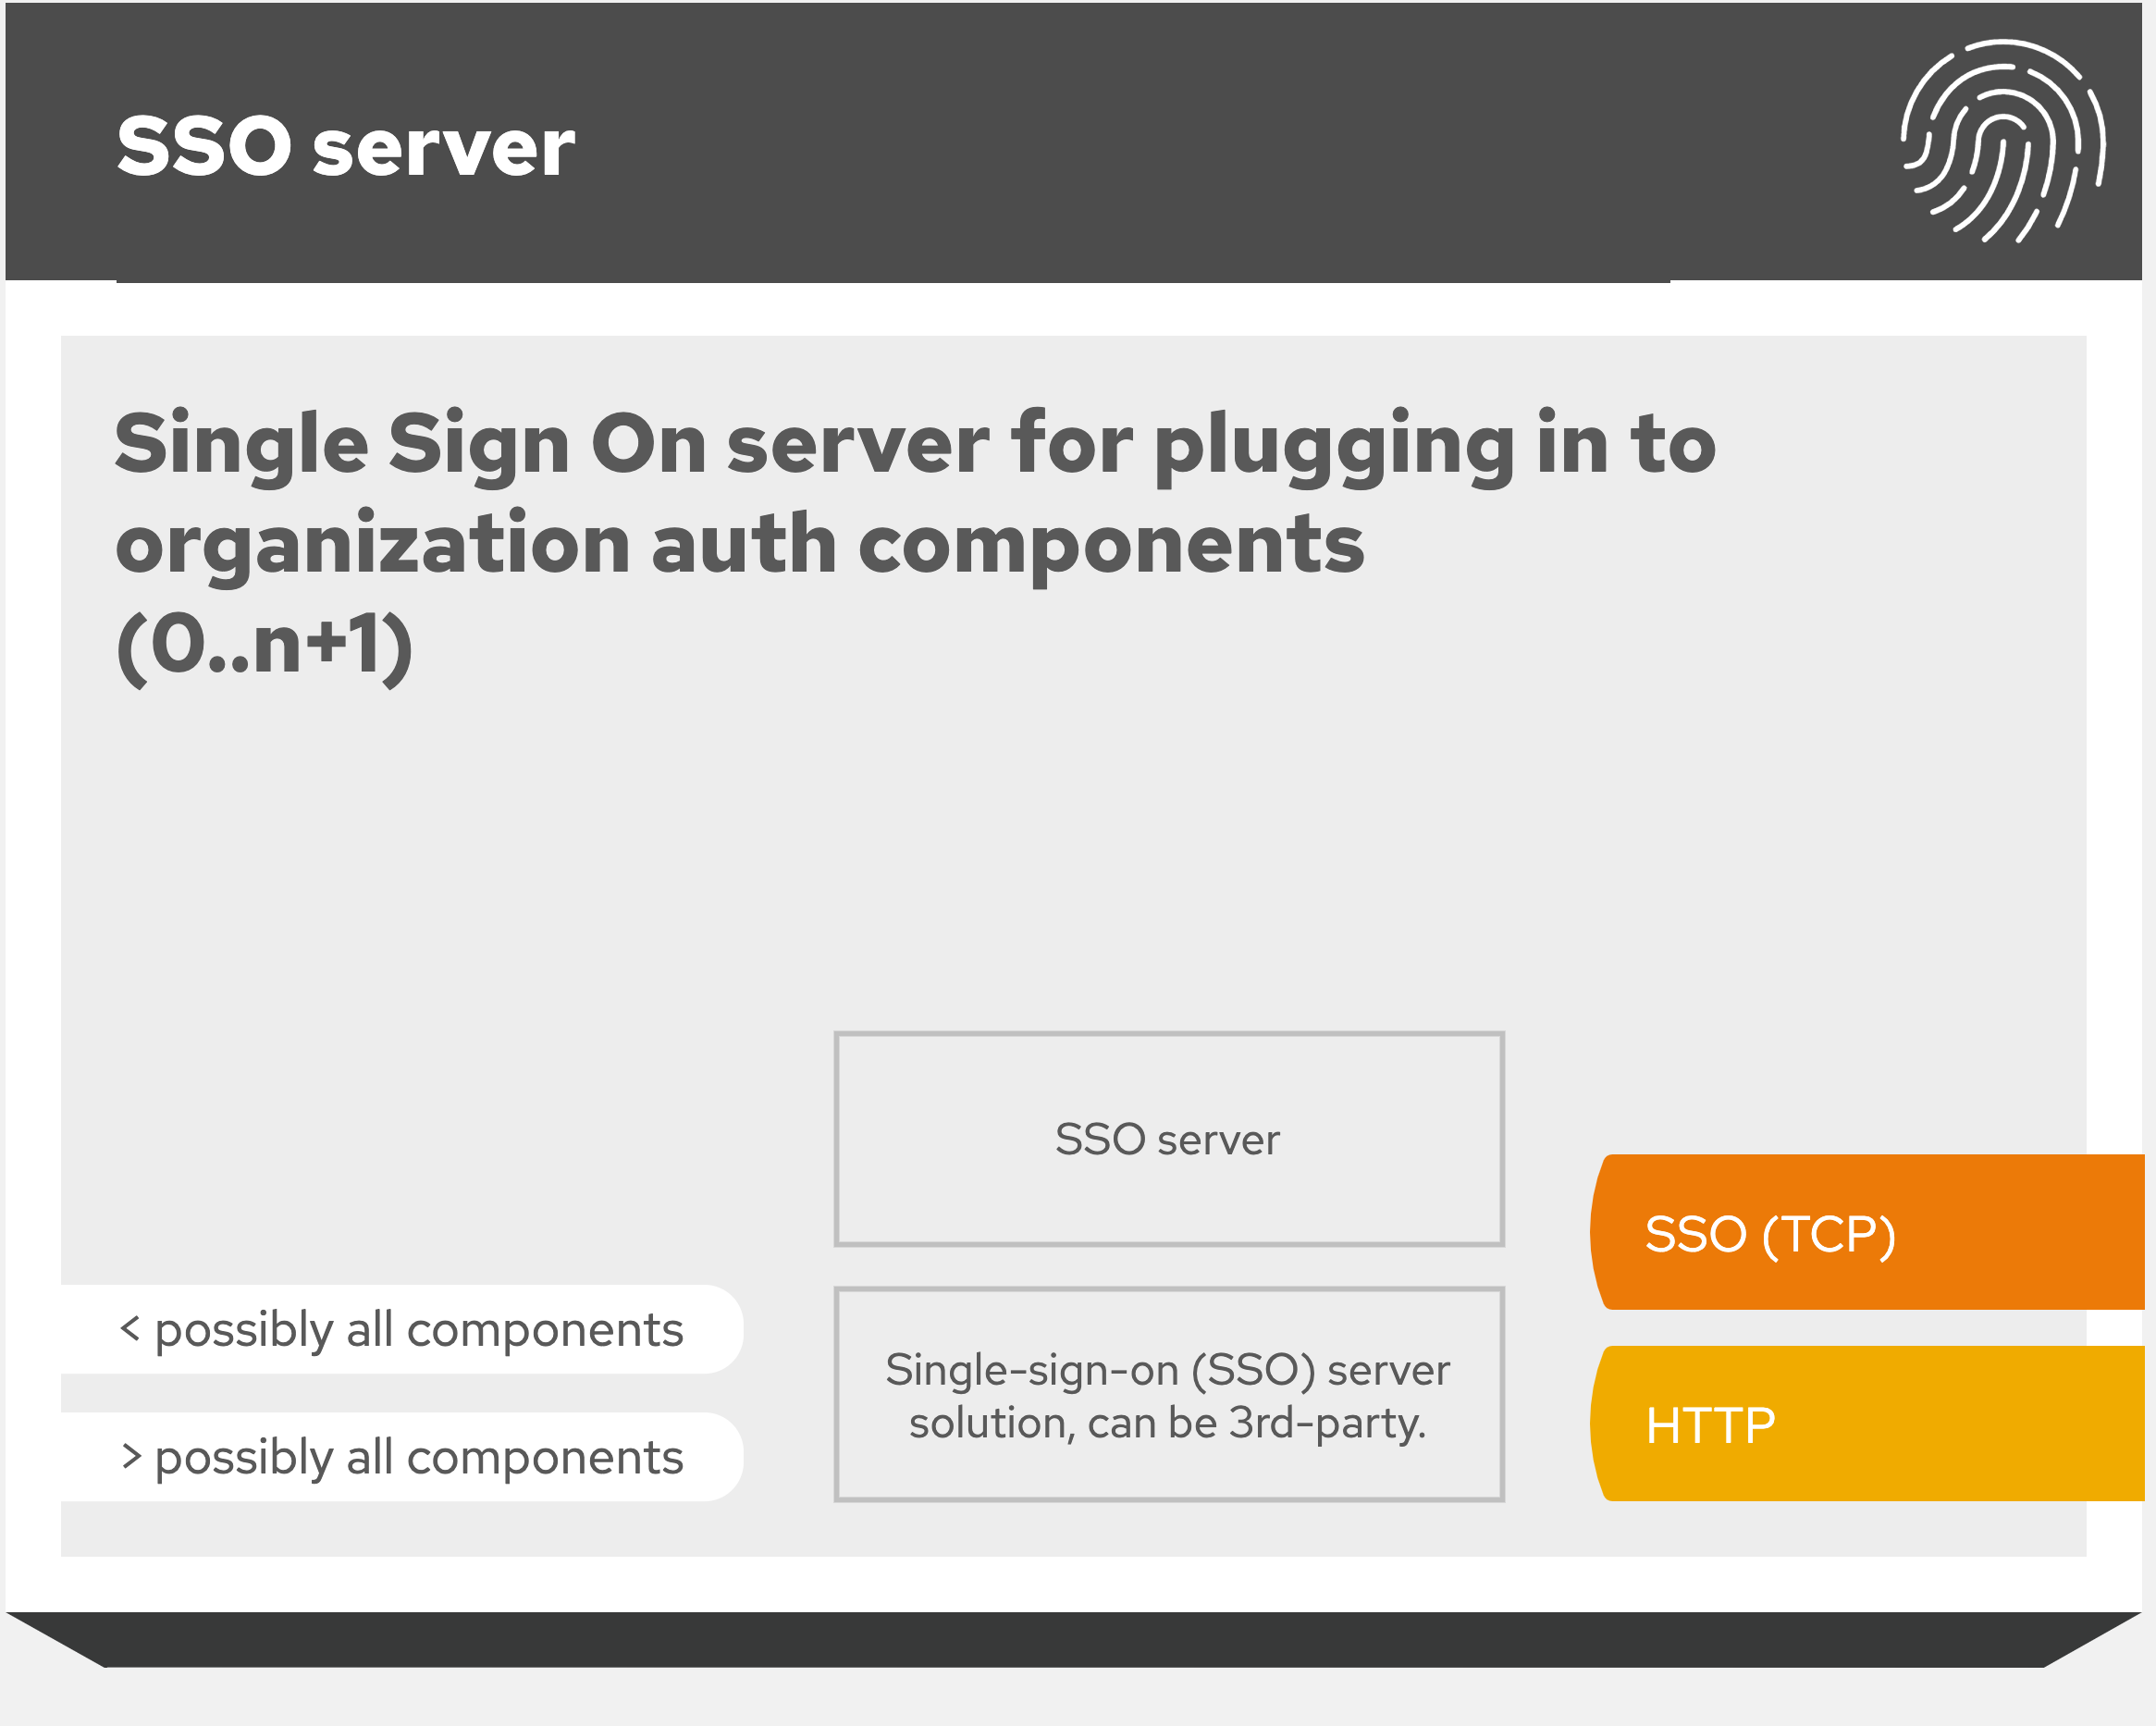 SSO server
Single Sign On server for plugging in to
organization auth components
(0...n+1)
SSO server
SSO (TCP)
< possibly all components
Single-sign-on (SSO) server
solution, can be 3rd-party.
HTTP
> possibly all components